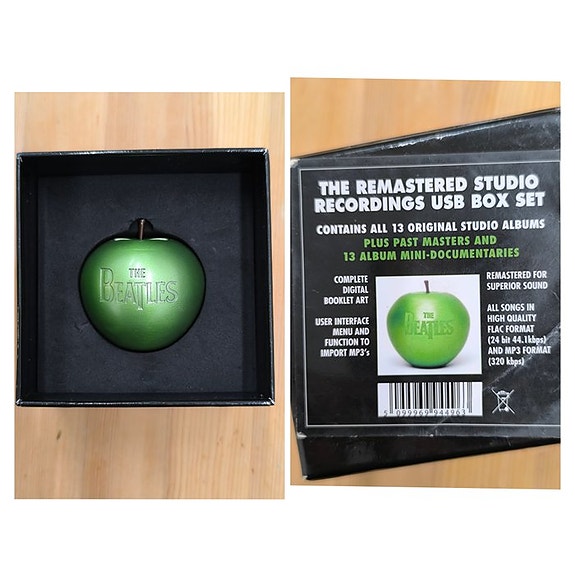 THE
BEATLES
THE REMASTERED STUDIO
RECORDINGS USB BOX SET
CONTAINS ALL 13 ORIGINAL STUDIO ALBUMS
PLUS PAST MASTERS AND
13 ALBUM MINI-DOCUMENTARIES
COMPLETE
DIGITAL
BOOKLET ART
USER INTERFACE
MENU AND
FUNCTION TO
IMPORT MP3's
THE
BEATLES
REMASTERED FOR
SUPERIOR SOUND
ALL SONGS IN
HIGH QUALITY
FLAC FORMAT
(24 bit 44.1kbps)
AND MP3 FORMAT
(320 kbps)
5 099969 944963